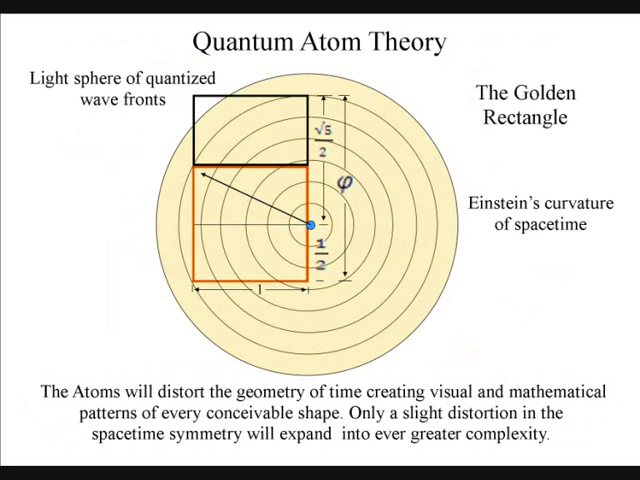 Quantum Atom Theory
Light sphere of quantized
wave fronts
The Golden
Rectangle
√5
2
φ
Einstein's curvature
of spacetime
1
2
1
The Atoms will distort the geometry of time creating visual and mathematical
patterns of every conceivable shape. Only a slight distortion in the
spacetime symmetry will expand into ever greater complexity.